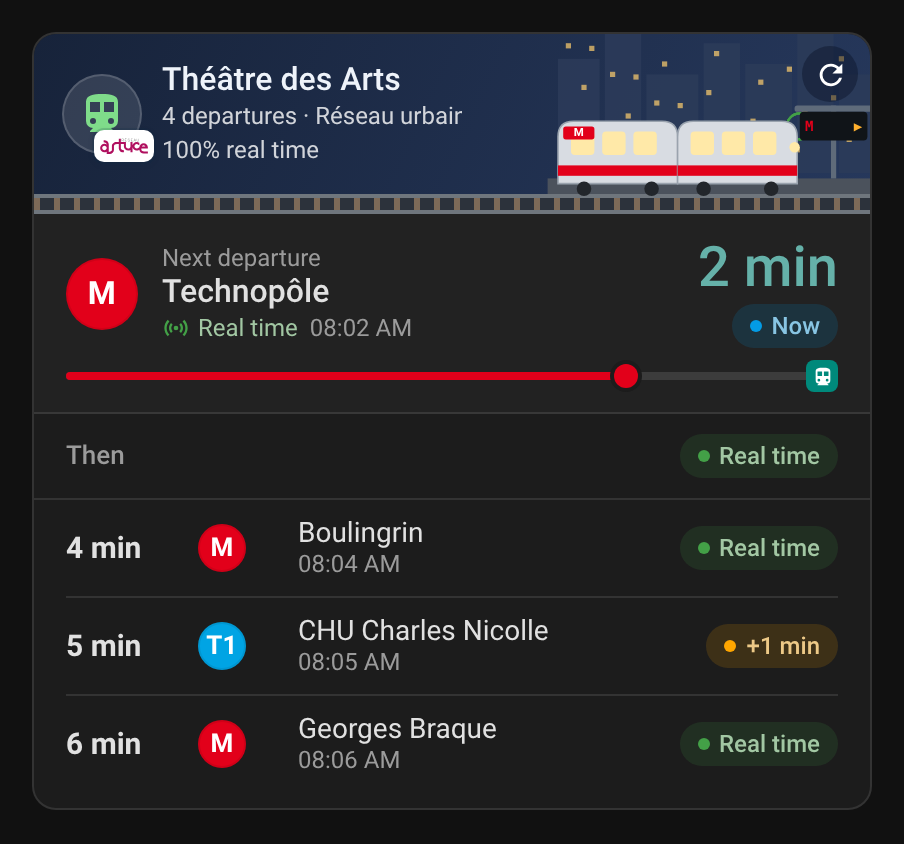 Théâtre des Arts
4 departures · Réseau urbair
100% real time
astuce
M
M
Next departure
Technopôle
Real time 08:02 AM
M
2 min
Now
Then
Real time
4 min
M
Boulingrin
08:04 AM
Real time
5 min
T1
CHU Charles Nicolle
08:05 AM
+1 min
6 min
M
Georges Braque
08:06 AM
Real time